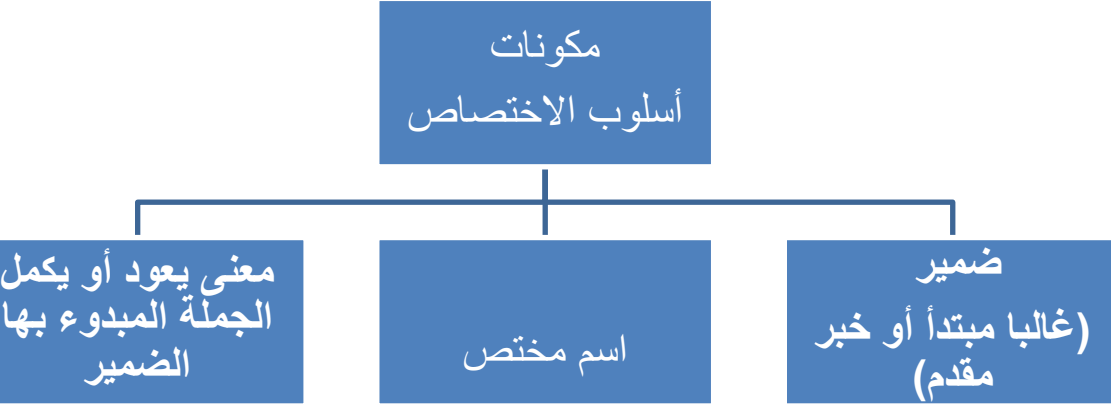 مكونات
أسلوب الاختصاص
ضمير
(غالبا مبتدأ أو خبر
مقدم)
اسم مختص
معنى يعود أو يكمل
الجملة المبدوء بها
الضمير